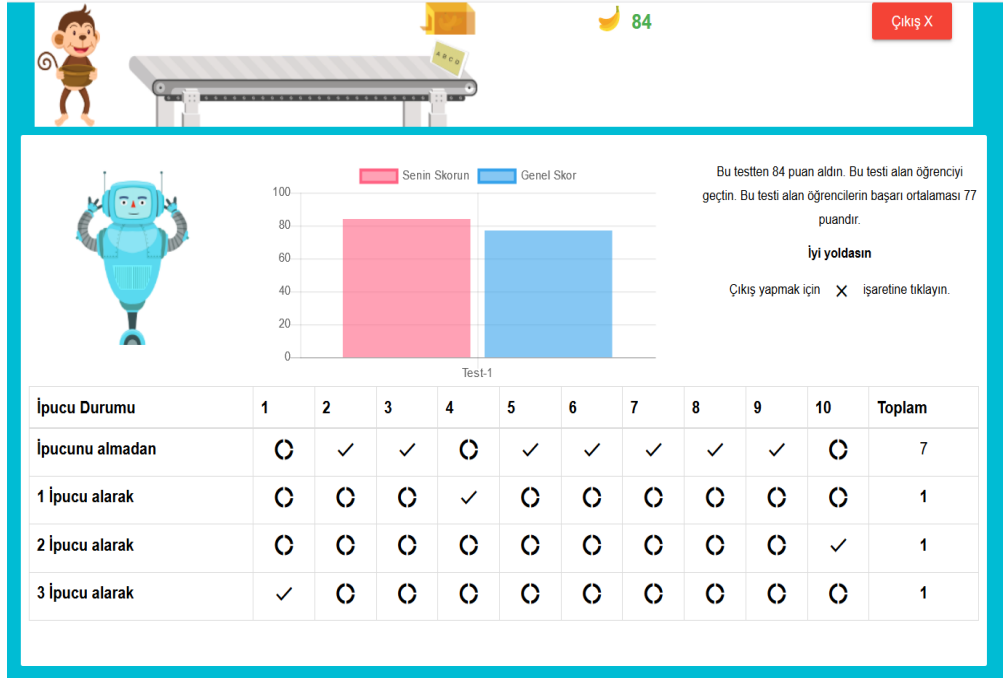 84
Çıkış X
ARCO
Senin Skorun Genel Skor
100
80
60
40
20
0
Test-1
Bu testten 84 puan aldın. Bu testi alan öğrenciyi
geçtin. Bu testi alan öğrencilerin başarı ortalaması 77
puandır.
İyi yoldasın
Çıkış yapmak için X işaretine tıklayın.
İpucu Durumu 1 2 3 4 5 6 7 8 9 10 Toplam
İpucunu almadan 7
1 İpucu alarak 1
2 İpucu alarak 1
3 İpucu alarak 1